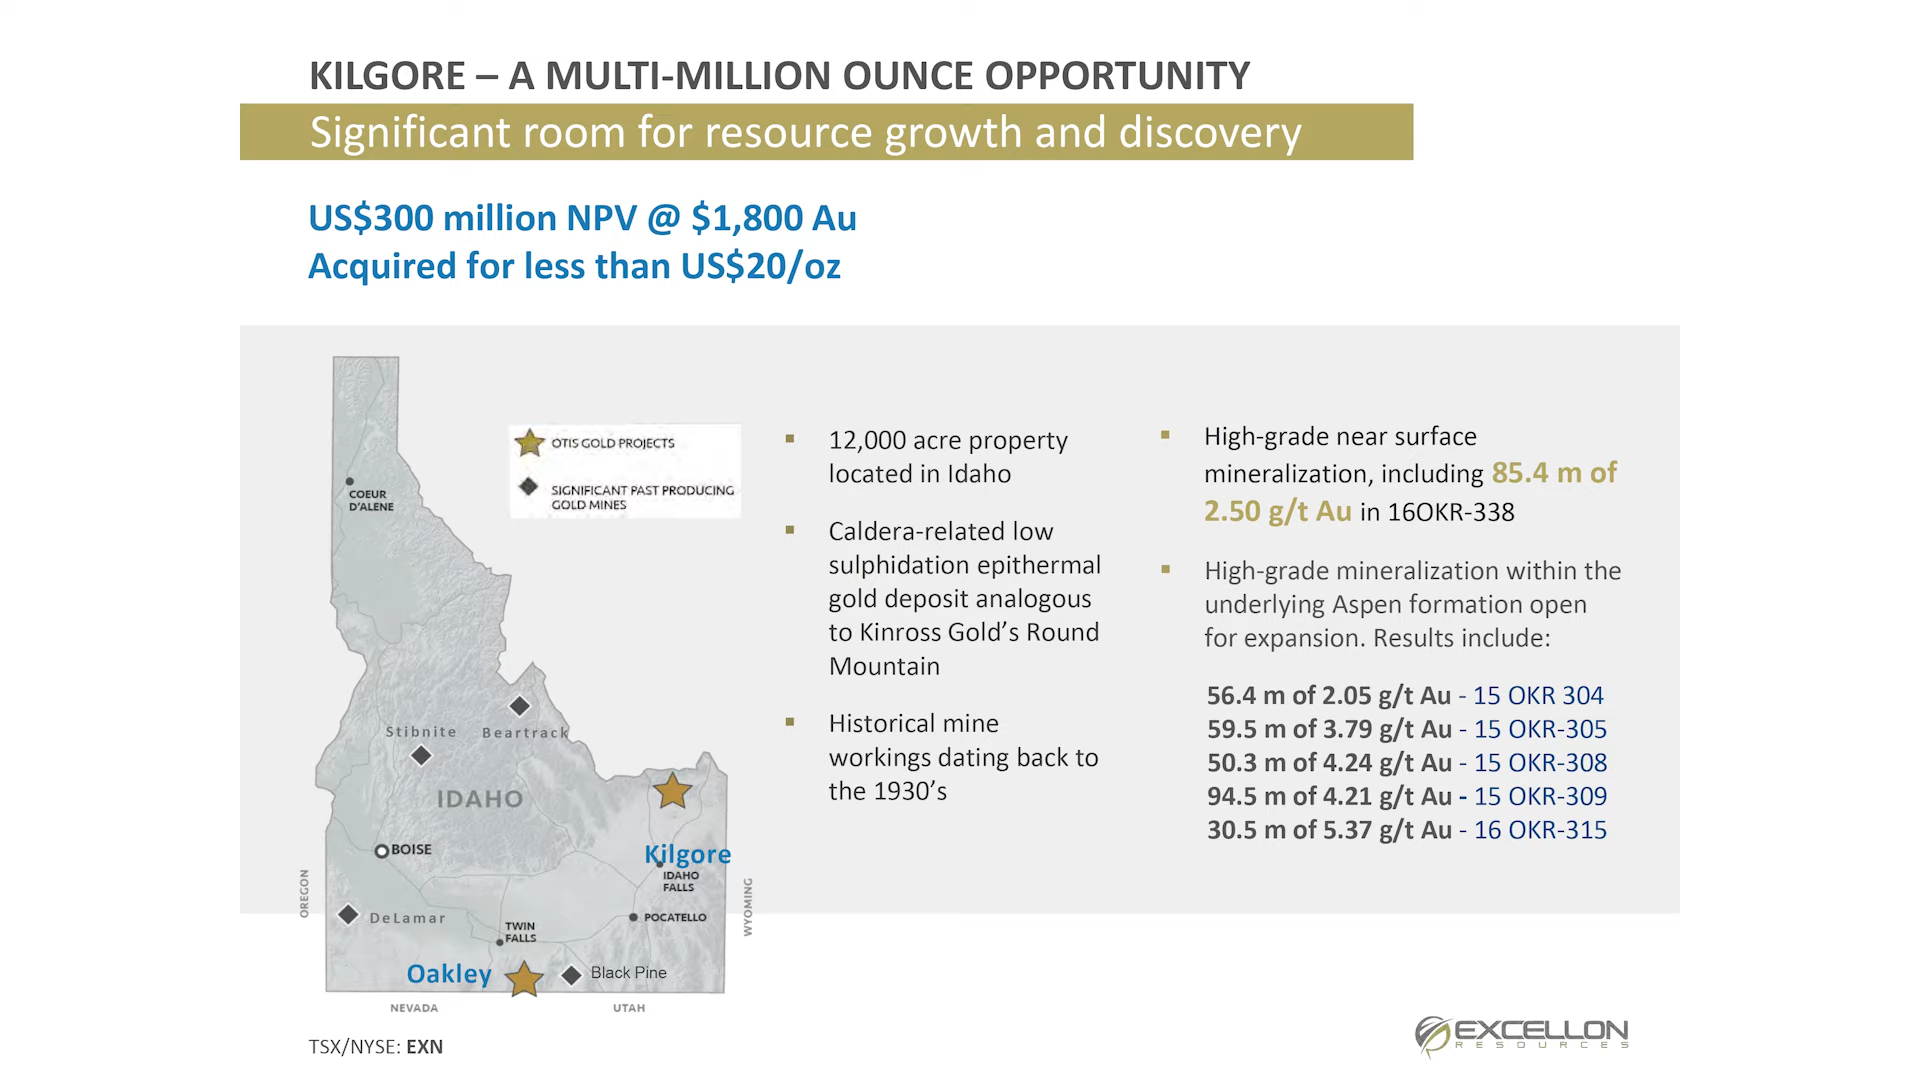 KILGORE – A MULTI-MILLION OUNCE OPPORTUNITY
Significant room for resource growth and discovery
US$300 million NPV @ $1,800 Au
Acquired for less than US$20/oz
OTIS GOLD PROJECTS
SIGNIFICANT PAST PRODUCING
GOLD MINES
COEUR
D'ALENE
Stibnite
Beartrack
IDAHO
BOISE
Kilgore
IDAHO
FALLS
OREGON
WYOMING
DeLamar
POCATELLO
TWIN
FALLS
Oakley
Black Pine
NEVADA
UTAH
12,000 acre property
located in Idaho
Caldera-related low
sulphidation epithermal
gold deposit analogous
to Kinross Gold’s Round
Mountain
Historical mine
workings dating back to
the 1930’s
High-grade near surface
mineralization, including 85.4 m of
2.50 g/t Au in 16OKR-338
High-grade mineralization within the
underlying Aspen formation open
for expansion. Results include:
56.4 m of 2.05 g/t Au - 15 OKR 304
59.5 m of 3.79 g/t Au - 15 OKR-305
50.3 m of 4.24 g/t Au - 15 OKR-308
94.5 m of 4.21 g/t Au - 15 OKR-309
30.5 m of 5.37 g/t Au - 16 OKR-315
TSX/NYSE: EXN
EXCELLON
RESOURCES